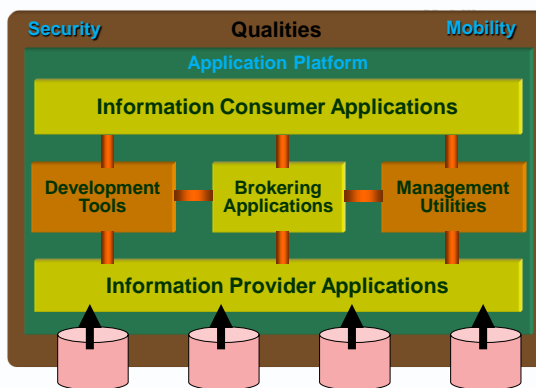 Security
Qualities
Mobility
Application Platform
Information Consumer Applications
Development
Tools
Brokering
Applications
Management
Utilities
Information Provider Applications